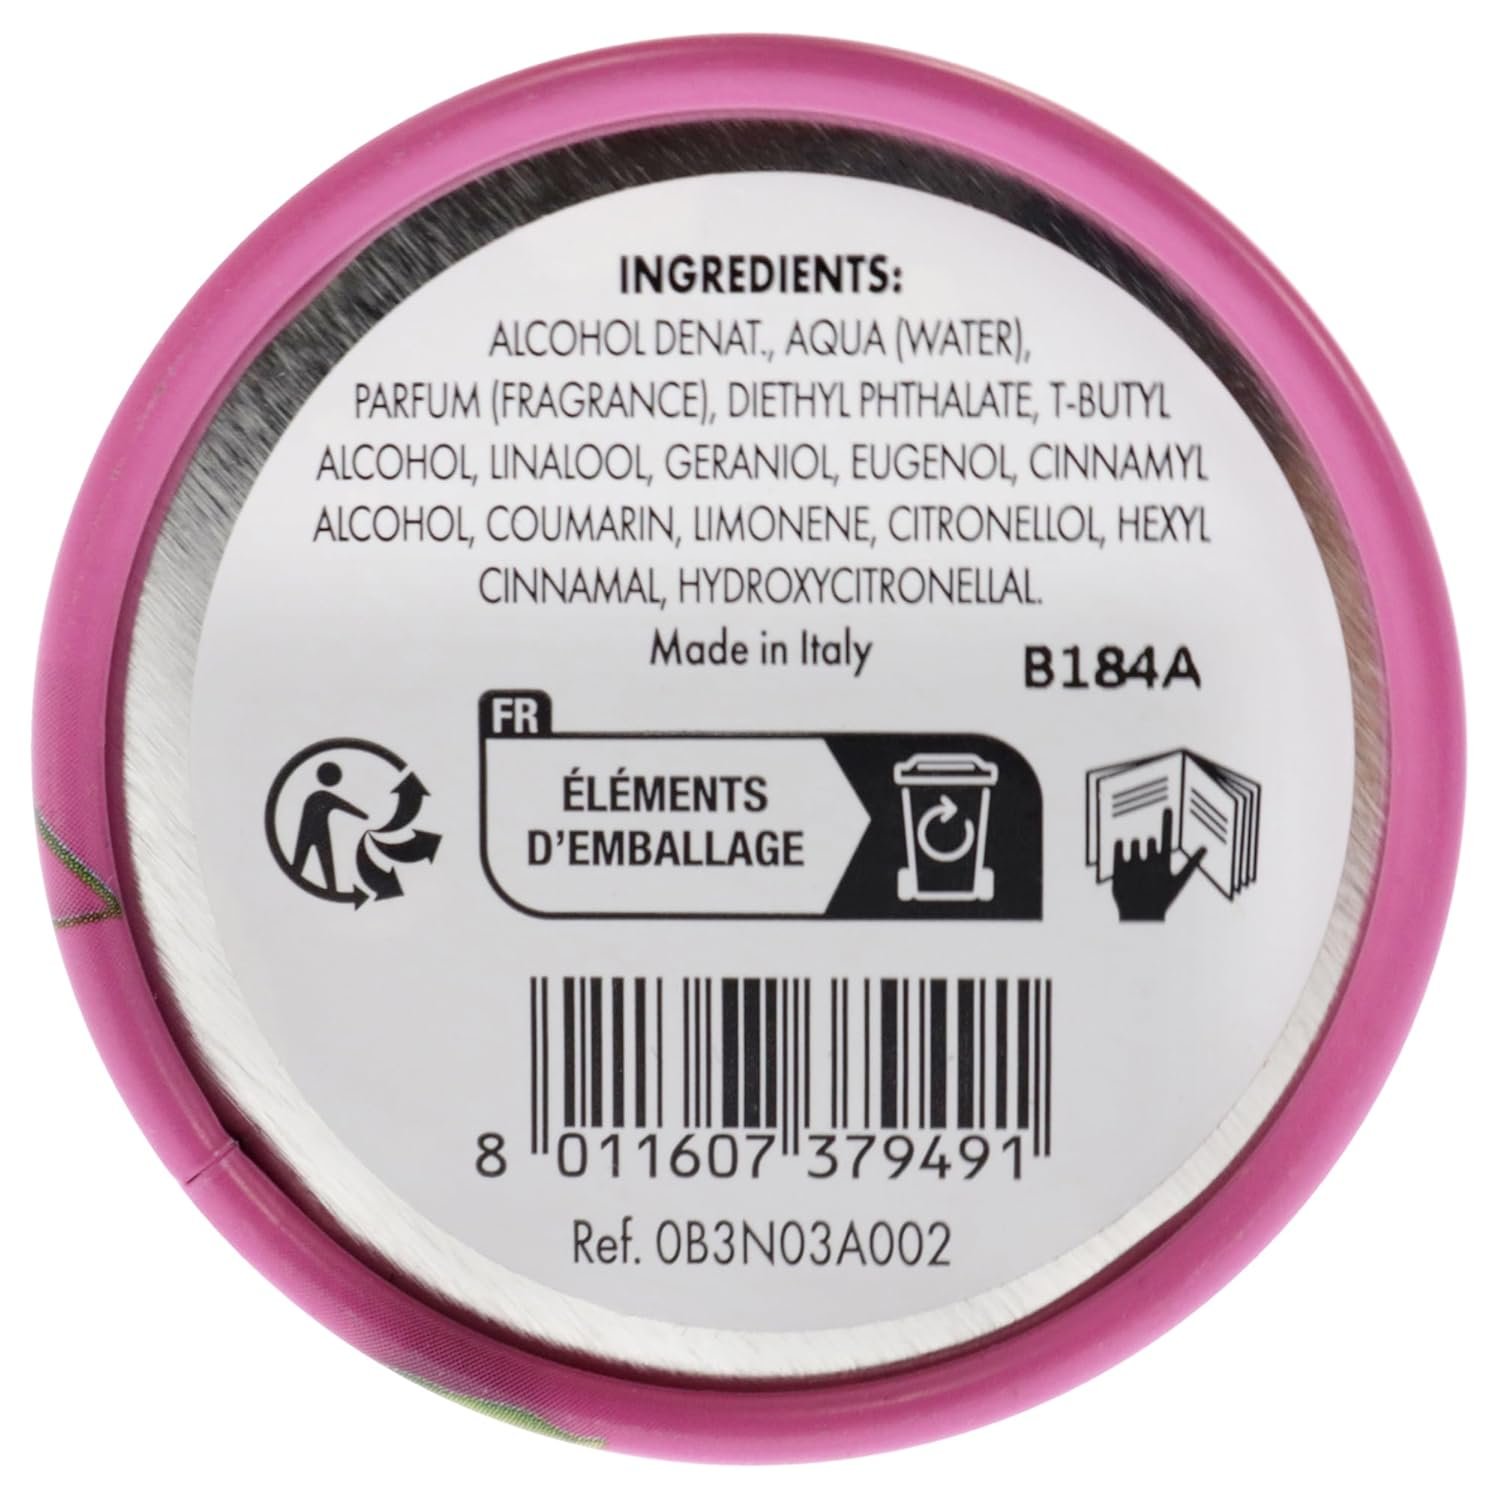 INGREDIENTS:
ALCOHOL DENAT., AQUA (WATER),
PARFUM (FRAGRANCE), DIETHYL PHTHALATE, T-BUTYL
ALCOHOL, LINALOOL, GERANIOL, EUGENOL, CINNAMYL
ALCOHOL, COUMARIN, LIMONENE, CITRONELLOL, HEXYL
CINNAMAL, HYDROXYCITRONELLAL.
Made in Italy
B184A
FR
ÉLÉMENTS
D'EMBALLAGE
8 011607 379491
Ref. 0B3N03A002